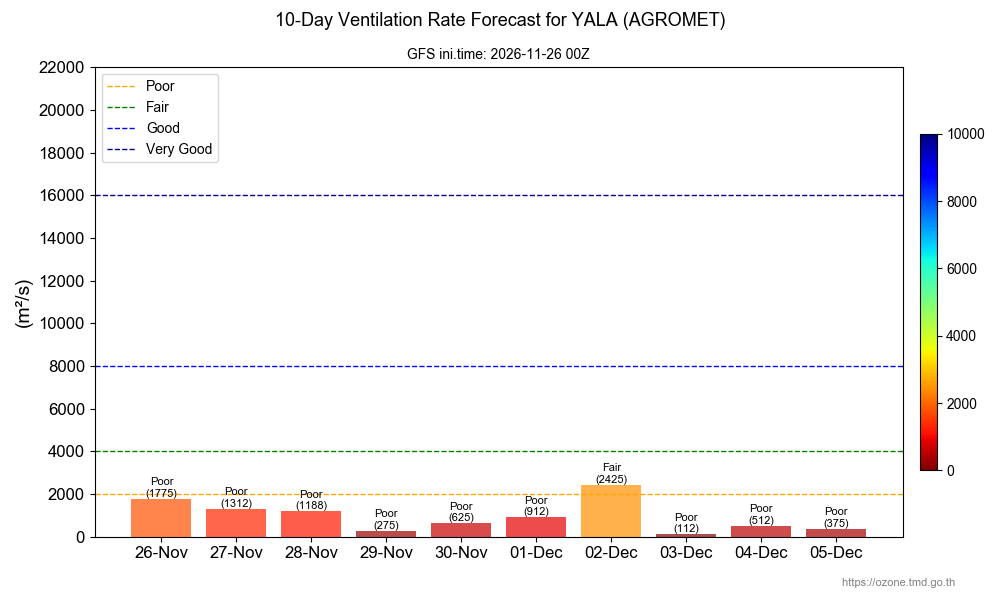 10-Day Ventilation Rate Forecast for YALA (AGROMET)
GFS ini.time: 2026-11-26 00Z
(m²/s)
22000
20000
18000
16000
14000
12000
10000
8000
6000
4000
2000
0
Poor
Fair
Good
Very Good
Poor
(1775)
Poor
(1312)
Poor
(1188)
Poor
(275)
Poor
(625)
Poor
(912)
Fair
(2425)
Poor
(112)
Poor
(512)
Poor
(375)
26-Nov
27-Nov
28-Nov
29-Nov
30-Nov
01-Dec
02-Dec
03-Dec
04-Dec
05-Dec
10000
8000
6000
4000
2000
0
https://ozone.tmd.go.th